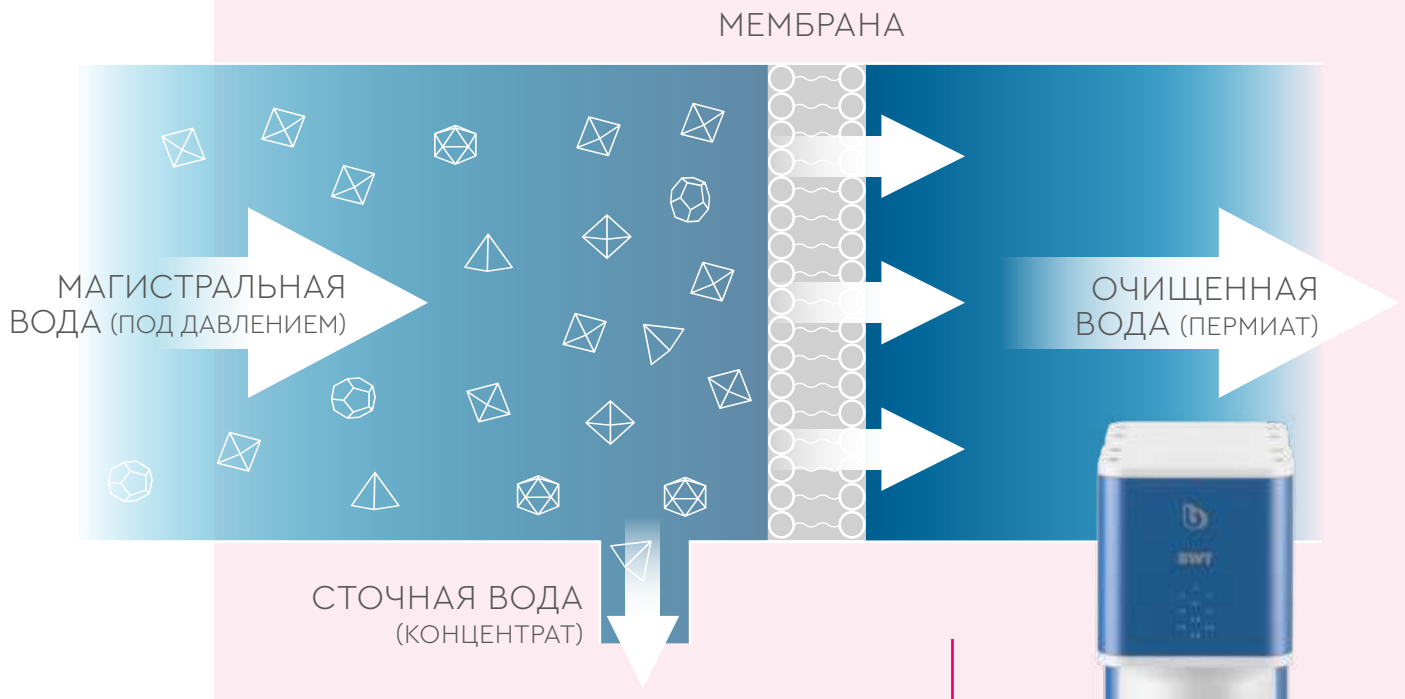 МЕМБРАНА
МАГИСТРАЛЬНАЯ
ВОДА (ПОД ДАВЛЕНИЕМ)
ОЧИЩЕННАЯ
ВОДА (ПЕРМИАТ)
BWT
СТОЧНАЯ ВОДА
(КОНЦЕНТРАТ)